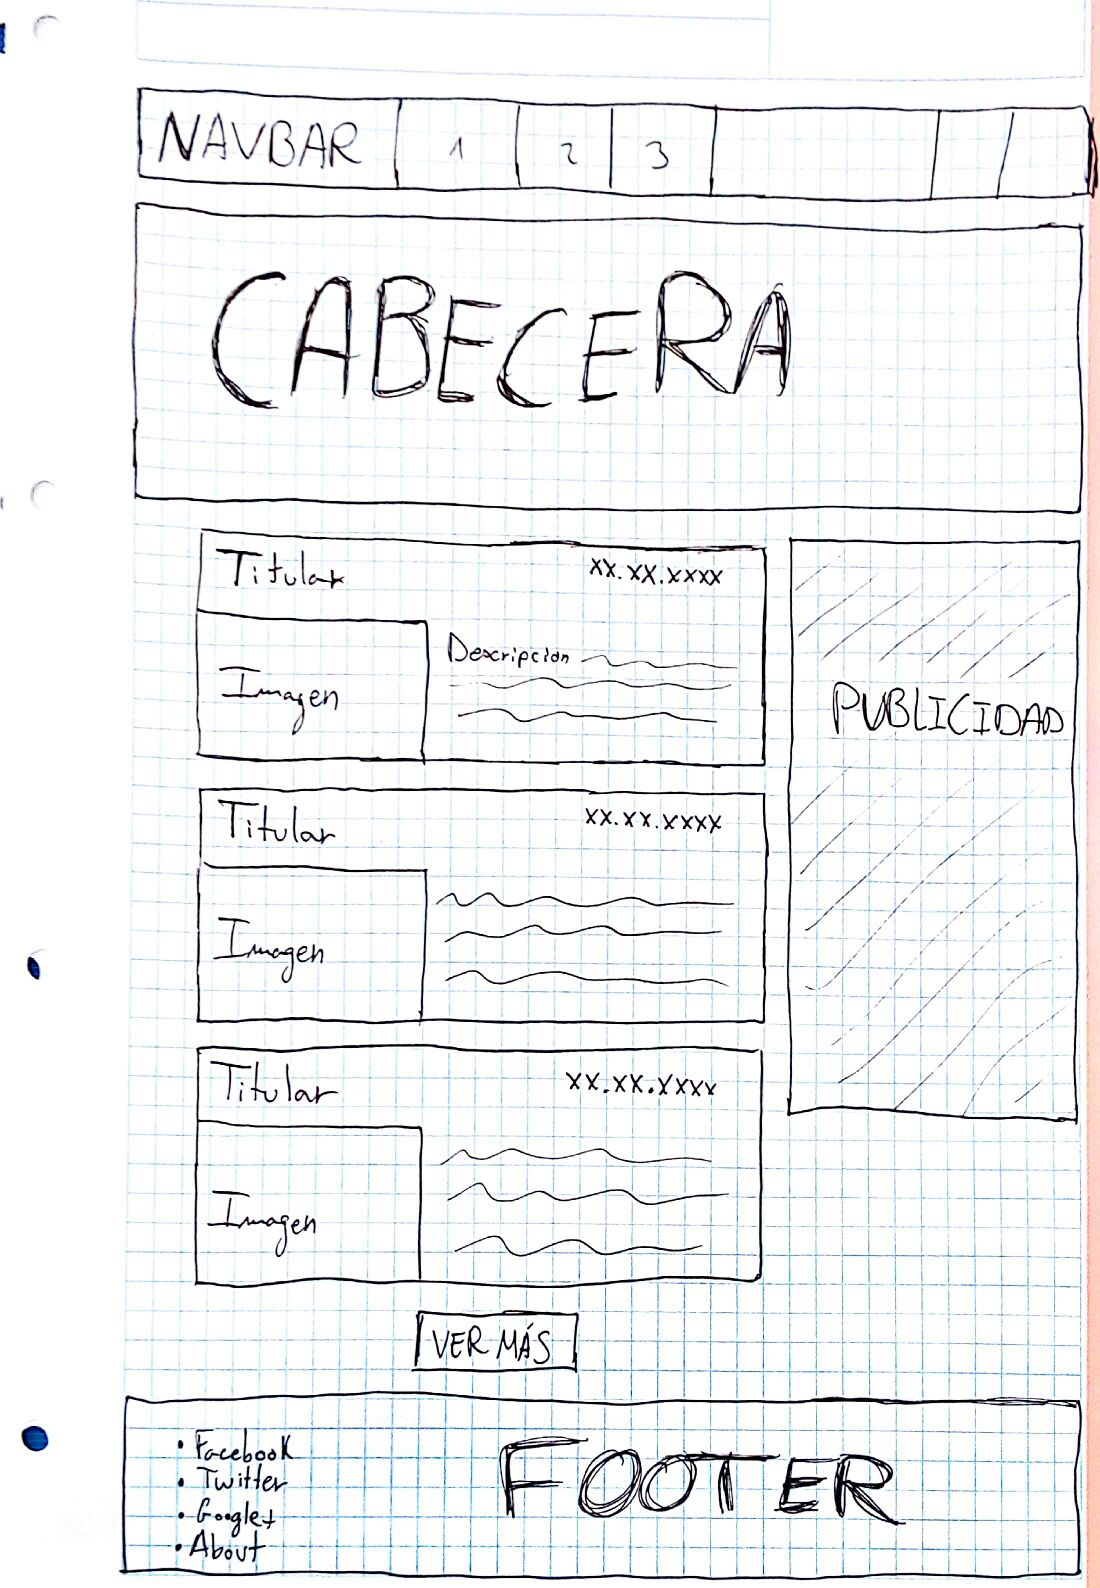 NAVBAR 1 2 3
CABECERA
Titular xx.xx.xxxx
Imagen
Descripcion
PUBLICIDAD
Titular xx.xx.xxxx
Imagen
Titular xx.xx.xxxx
Imagen
VER MÁS
FOOTER
• Facebook
• Twitter
• Google+
• About